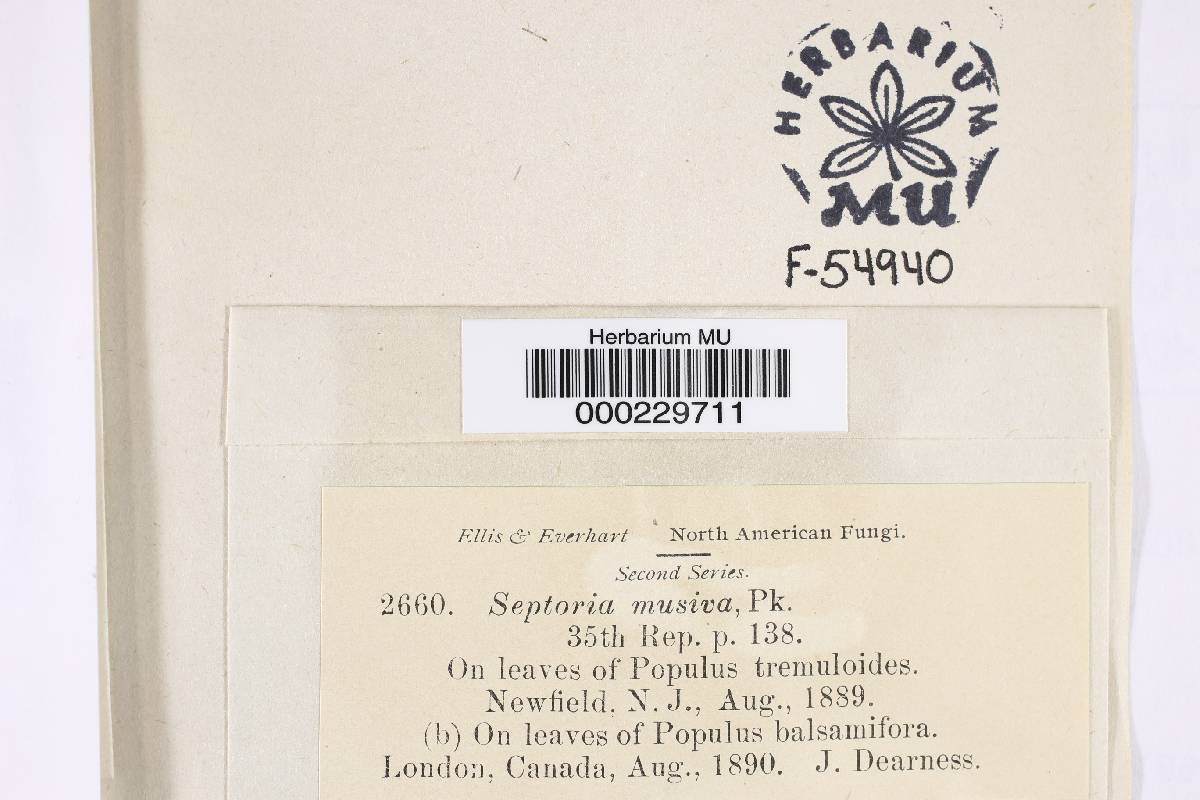 HERBARIUM
MU
F-54940
Herbarium MU
000229711
Ellis & Everhart North American Fungi.
Second Series.
2660. Septoria musiva, Pk.
35th Rep. p. 138.
On leaves of Populus tremuloides.
Newfield, N. J., Aug., 1889.
(b) On leaves of Populus balsamifora.
London, Canada, Aug., 1890. J. Dearness.